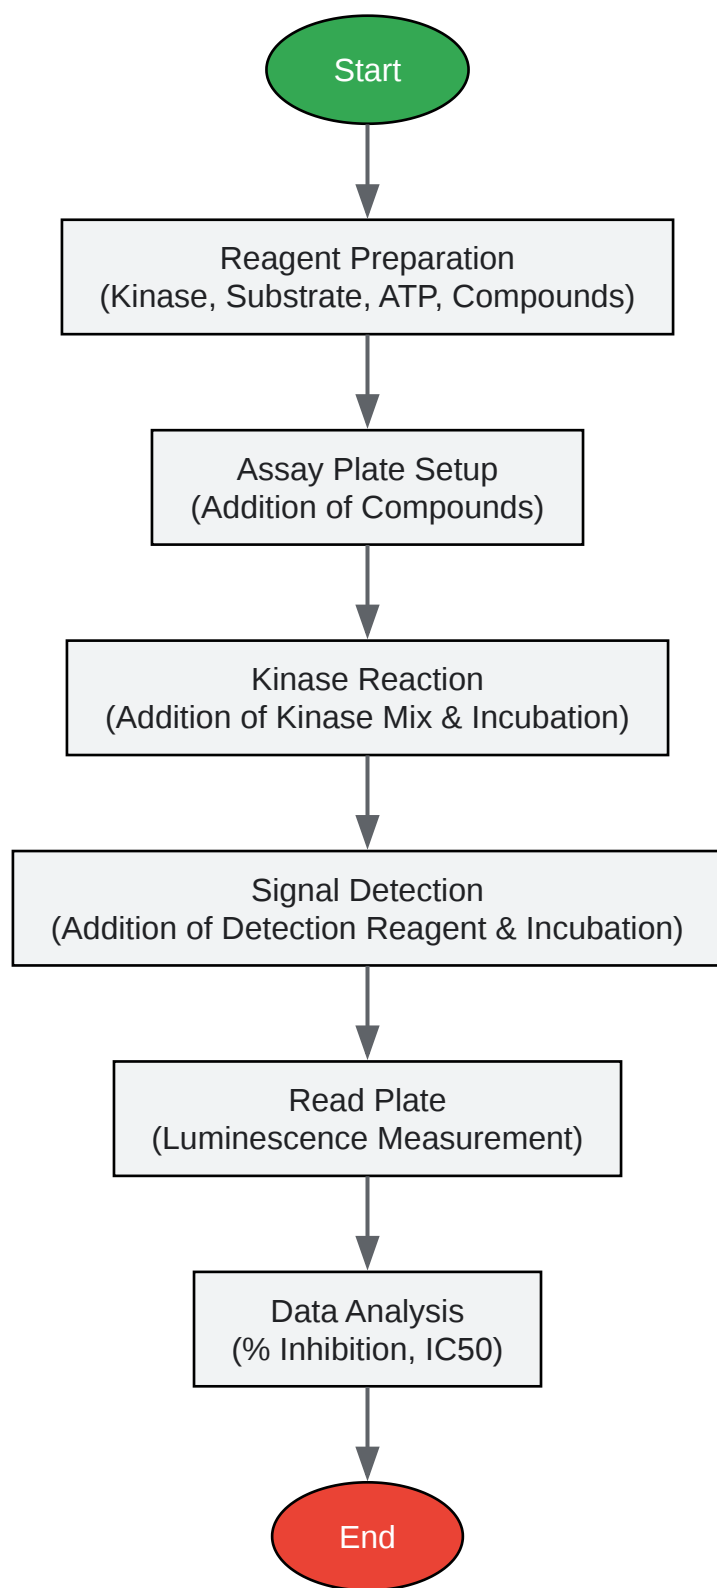 Start
Reagent Preparation
(Kinase, Substrate, ATP, Compounds)
Assay Plate Setup
(Addition of Compounds)
Kinase Reaction
(Addition of Kinase Mix & Incubation)
Signal Detection
(Addition of Detection Reagent & Incubation)
Read Plate
(Luminescence Measurement)
Data Analysis
(% Inhibition, IC50)
End